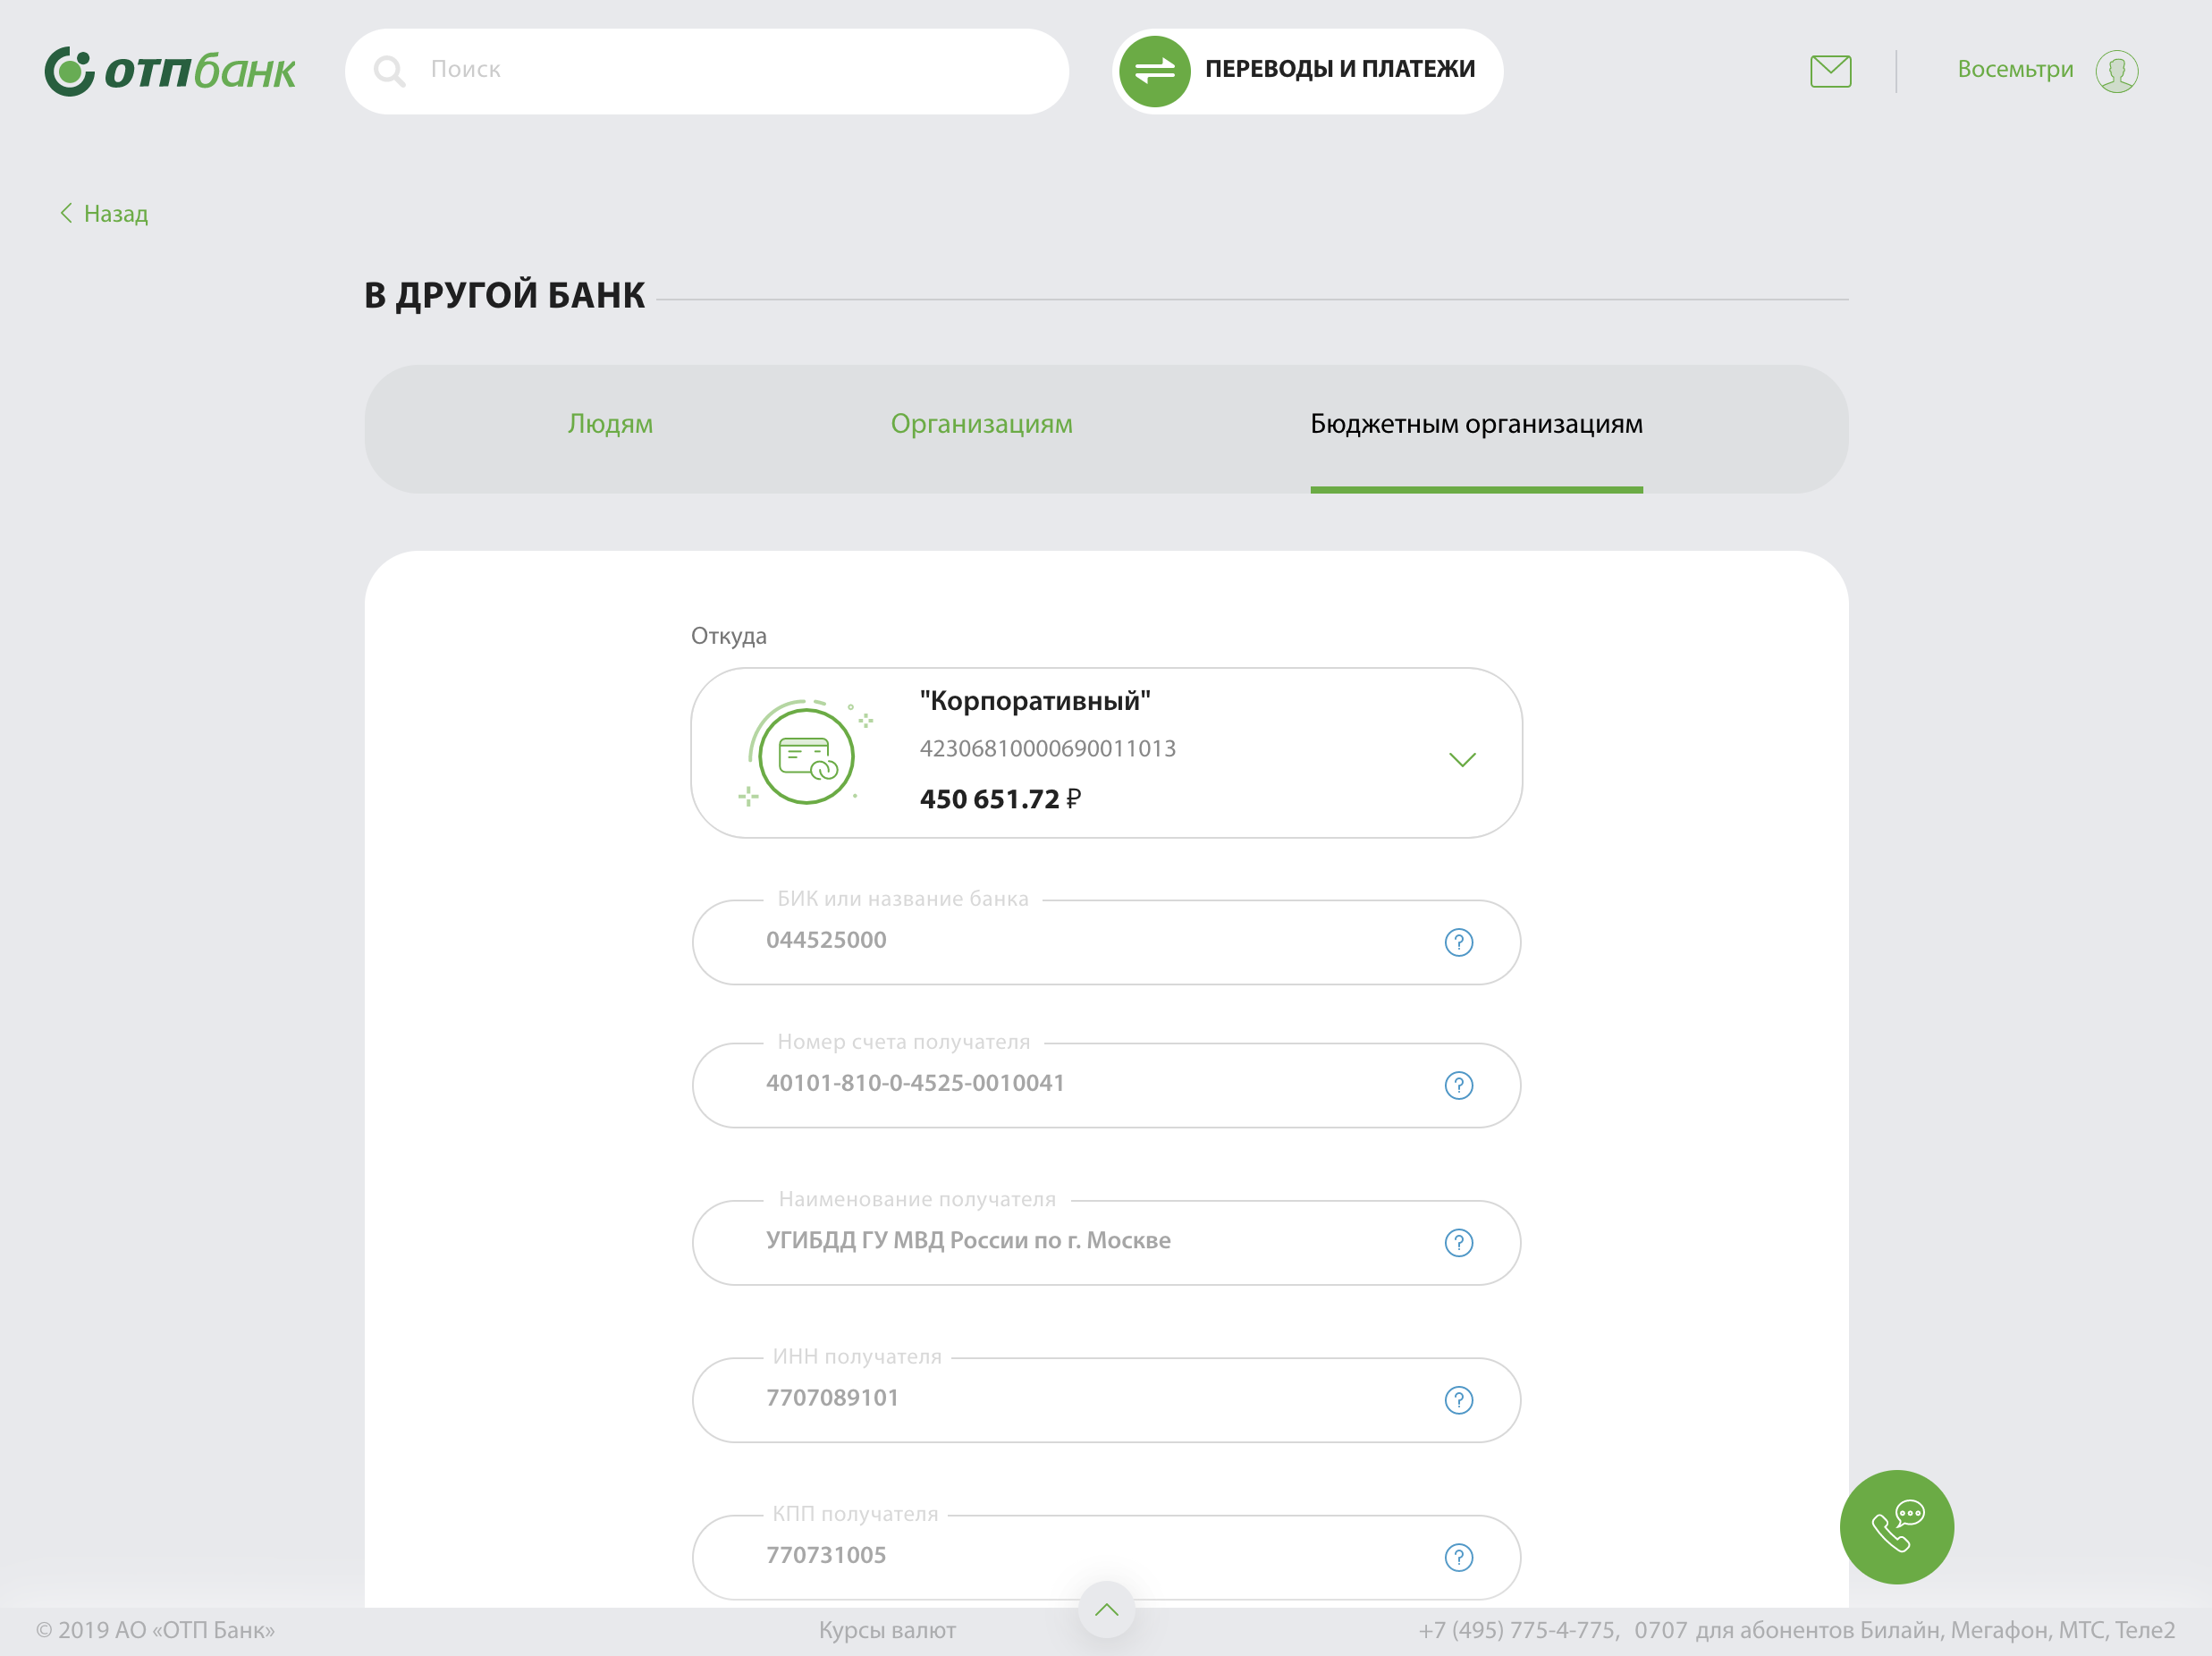 отпбанк
Поиск
ПЕРЕВОДЫ И ПЛАТЕЖИ
Восемьтри
Назад
В ДРУГОЙ БАНК
Людям
Организациям
Бюджетным организациям
Откуда
"Корпоративный"
42306810000690011013
450 651.72 ₽
БИК или название банка
044525000
Номер счета получателя
40101-810-0-4525-0010041
Наименование получателя
УГИБДД ГУ МВД России по г. Москве
ИНН получателя
7707089101
КПП получателя
770731005
© 2019 АО «ОТП Банк»
Курсы валют
+7 (495) 775-4-775, 0707 для абонентов Билайн, Мегафон, МТС, Теле2